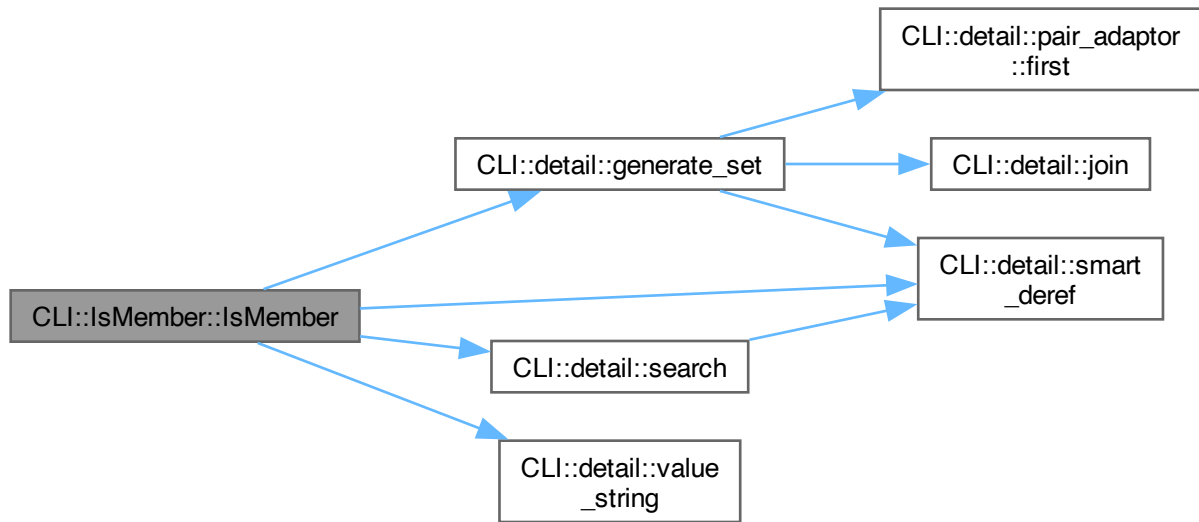 CLI::detail::pair_adaptor
::first
CLI::detail::generate_set
CLI::detail::join
CLI::detail::smart
_deref
CLI::IsMember::IsMember
CLI::detail::search
CLI::detail::value
_string